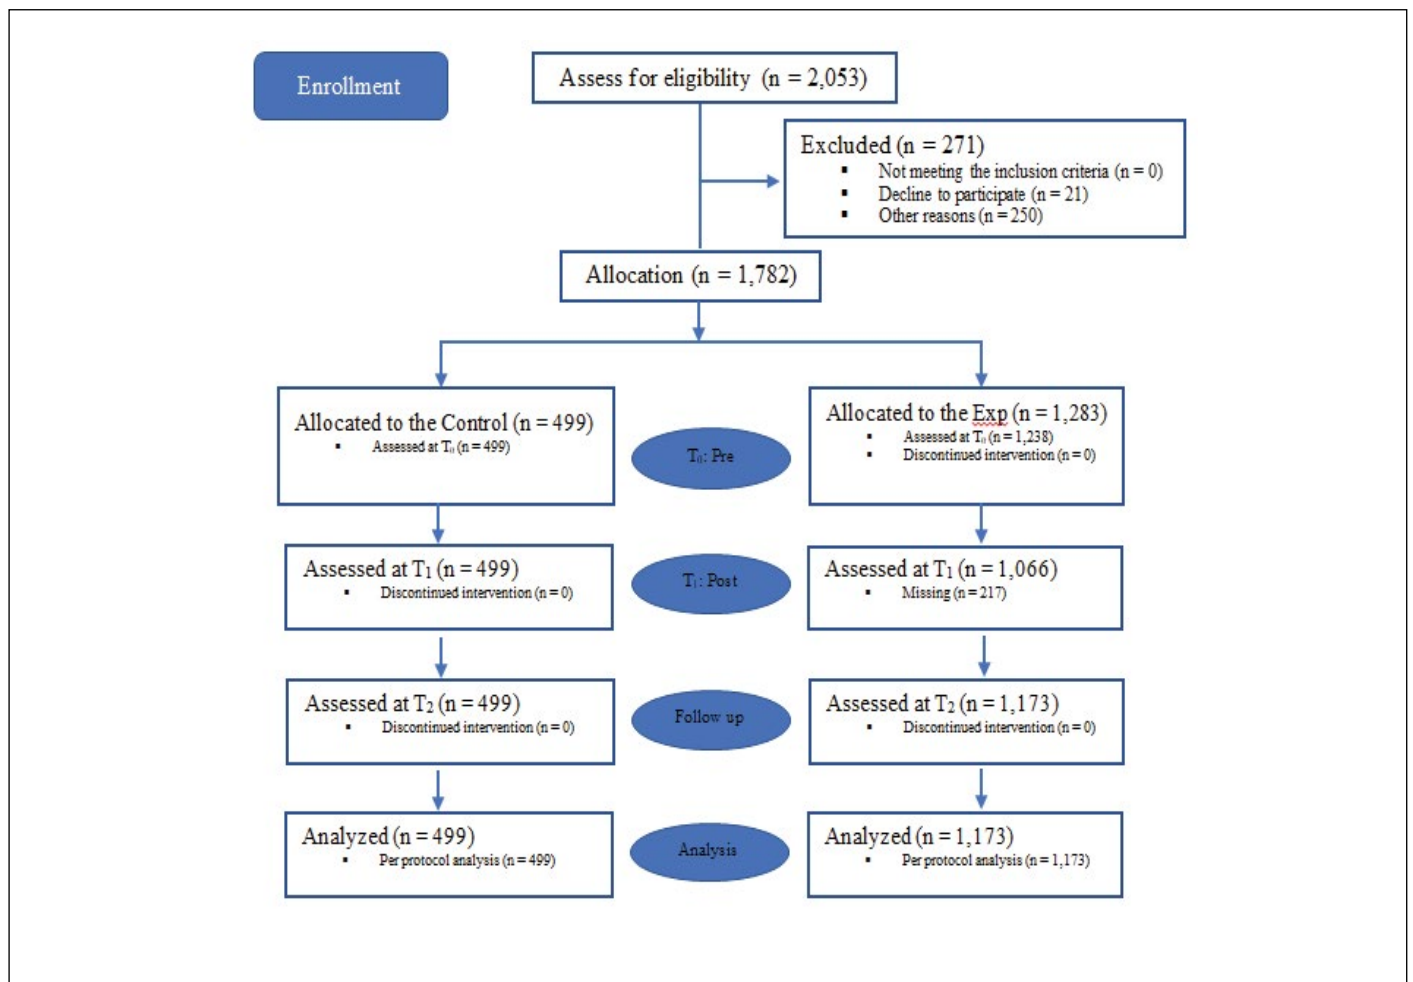 Enrollment
Assess for eligibility (n = 2,053)
Excluded (n = 271)
▪ Not meeting the inclusion criteria (n = 0)
▪ Decline to participate (n = 21)
▪ Other reasons (n = 250)
Allocation (n = 1,782)
Allocated to the Control (n = 499)
▪ Assessed at T₀ (n = 499)
T₀: Pre
Allocated to the Exp (n = 1,283)
▪ Assessed at T₀ (n = 1,238)
▪ Discontinued intervention (n = 0)
Assessed at T₁ (n = 499)
▪ Discontinued intervention (n = 0)
T₁: Post
Assessed at T₁ (n = 1,066)
▪ Missing (n = 217)
Assessed at T₂ (n = 499)
▪ Discontinued intervention (n = 0)
Follow up
Assessed at T₂ (n = 1,173)
▪ Discontinued intervention (n = 0)
Analyzed (n = 499)
▪ Per protocol analysis (n = 499)
Analysis
Analyzed (n = 1,173)
▪ Per protocol analysis (n = 1,173)